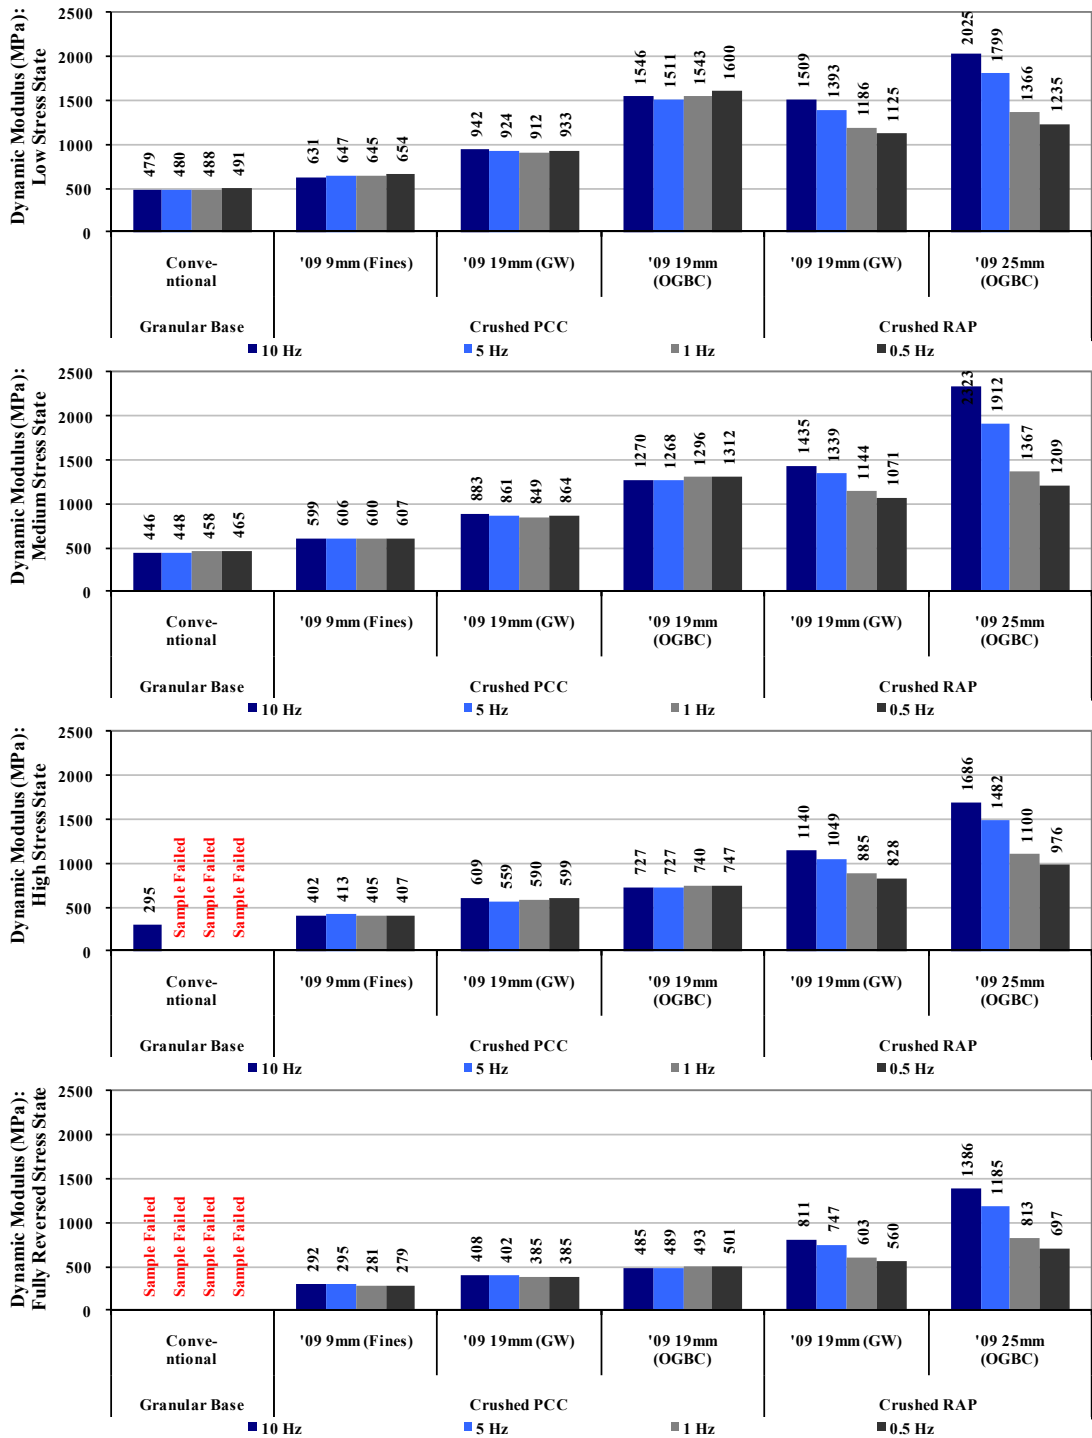 Dynamic Modulus (MPa):
Low Stress State
2500
2000
1500
1000
500
0
479 480 488 491
631 647 645 654
942 924 912 933
1546 1511 1543 1600
1509 1393 1186 1125
2025 1799 1366 1235
Conve-
ntional
'09 9mm (Fines)
'09 19mm (GW)
'09 19mm
(OGBC)
'09 19mm (GW)
'09 25mm
(OGBC)
Granular Base Crushed PCC Crushed RAP
10 Hz 5 Hz 1 Hz 0.5 Hz
Dynamic Modulus (MPa):
Medium Stress State
2500
2000
1500
1000
500
0
446 448 458 465
599 606 600 607
883 861 849 864
1270 1268 1296 1312
1435 1339 1144 1071
2323 1912 1367 1209
Conve-
ntional
'09 9mm (Fines)
'09 19mm (GW)
'09 19mm
(OGBC)
'09 19mm (GW)
'09 25mm
(OGBC)
Granular Base Crushed PCC Crushed RAP
10 Hz 5 Hz 1 Hz 0.5 Hz
Dynamic Modulus (MPa):
High Stress State
2500
2000
1500
1000
500
0
295 Sample Failed Sample Failed Sample Failed
402 413 405 407
609 559 590 599
727 727 740 747
1140 1049 885 828
1686 1482 1100 976
Conve-
ntional
'09 9mm (Fines)
'09 19mm (GW)
'09 19mm
(OGBC)
'09 19mm (GW)
'09 25mm
(OGBC)
Granular Base Crushed PCC Crushed RAP
10 Hz 5 Hz 1 Hz 0.5 Hz
Dynamic Modulus (MPa):
Fully Reversed Stress State
2500
2000
1500
1000
500
0
Sample Failed Sample Failed Sample Failed Sample Failed
292 295 281 279
408 402 385 385
485 489 493 501
811 747 603 560
1386 1185 813 697
Conve-
ntional
'09 9mm (Fines)
'09 19mm (GW)
'09 19mm
(OGBC)
'09 19mm (GW)
'09 25mm
(OGBC)
Granular Base Crushed PCC Crushed RAP
10 Hz 5 Hz 1 Hz 0.5 Hz